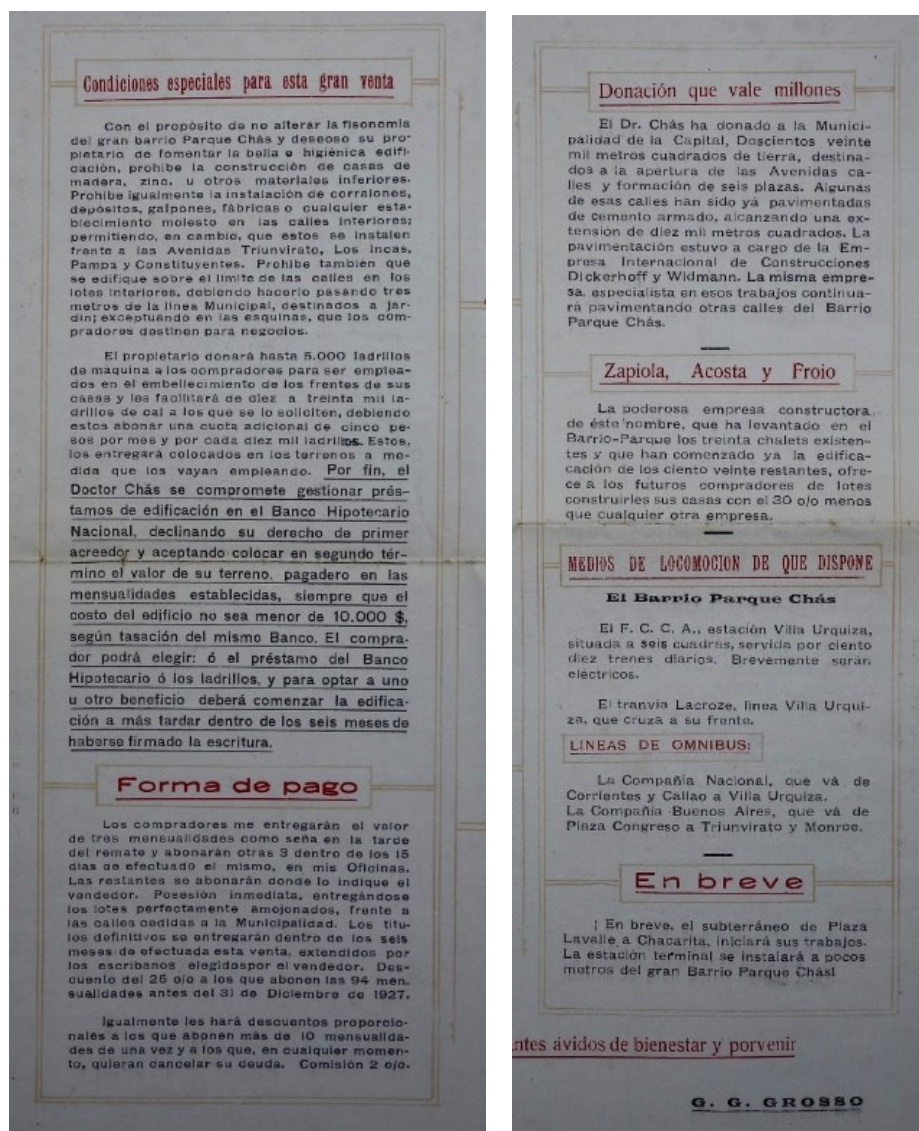 Condiciones especiales para esta gran venta
Con el propósito de no alterar la fisonomia
del gran barrio Parque Chás y deseoso su pro-
pietario de fomentar la bella e higiénica edifi-
cación, prohibe la construcción de casas de
madera, zinc, u otros materiales inferiores.
Prohibe igualmente la instalación de corralones,
depósitos, galpones, fábricas o cualquier esta-
blecimiento molesto en las calles interiores;
permitiendo, en cambio, que estos se instalen
frente a las Avenidas Triunvirato, Los Incas,
Pampa y Constituyentes. Prohibe también que
se edifique sobre el limite de las calles en los
lotes interiores, debiendo hacerlo pasando tres
metros de la linea Municipal, destinados a jar-
din; exceptuando en las esquinas, que los com-
pradores destinen para negocios.
El propietario donará hasta 5.000 ladrillos
de máquina a los compradores para ser emplea-
dos en el embellecimiento de los frentes de sus
casas y les facilitará de diez a treinta mil la-
drillos de cal a los que se lo soliciten, debiendo
estos abonar una cuota adicional de cinco pe-
sos por mes y por cada diez mil ladrillos. Estos,
los entregará colocados en los terrenos a me-
dida que los vayan empleando. Por fin, el
Doctor Chás se compromete gestionar prés-
tamos de edificación en el Banco Hipotecario
Nacional, declinando su derecho de primer
acreedor y aceptando colocar en segundo tér-
mino el valor de su terreno, pagadero en las
mensualidades establecidas, siempre que el
costo del edificio no sea menor de 10.000 $,
según tasación del mismo Banco. El compra-
dor podrá elegir: ó el préstamo del Banco
Hipotecario ó los ladrillos, y para optar a uno
u otro beneficio deberá comenzar la edifica-
ción a más tardar dentro de los seis meses de
haberse firmado la escritura.
Forma de pago
Los compradores me entregarán el valor
de tres mensualidades como seña en la tarde
del remate y abonarán otras 3 dentro de los 15
dias de efectuado el mismo, en mis Oficinas.
Las restantes se abonarán donde lo indique el
vendedor. Posesión inmediata, entregándose
los lotes perfectamente amojonados, frente a
las calles cedidas a la Municipalidad. Los titu-
los definitivos se entregarán dentro de los seis
meses de efectuada esta venta, extendidos por
los escribanos elegidospor el vendedor. Des-
cuento del 25 o/o a los que abonen las 94 men.
sualidades antes del 31 de Diciembre de 1927.
Igualmente les hará descuentos proporcio-
nales a los que abonen más de 10 mensualida-
des de una vez y a los que, en cualquier momen-
to, quieran cancelar su deuda. Comisión 2 o/o.
Donación que vale millones
El Dr. Chás ha donado a la Munici-
palidad de la Capital, Doscientos veinte
mil metros cuadrados de tierra, destina-
dos a la apertura de las Avenidas ca-
lles y formación de seis plazas. Algunas
de esas calles han sido yá pavimentadas
de cemento armado, alcanzando una ex-
tensión de diez mil metros cuadrados. La
pavimentación estuvo a cargo de la Em-
presa Internacional de Construcciones
Dickerhoff y Widmann. La misma empre-
sa, especialista en esos trabajos continua-
rá pavimentando otras calles del Barrio
Parque Chás.
Zapiola, Acosta y Froio
La poderosa empresa constructora
de éste nombre, que ha levantado en el
Barrio-Parque los treinta chalets existen-
tes y que han comenzado ya la edifica-
cación de los ciento veinte restantes, ofre-
ce a los futuros compradores de lotes
construirles sus casas con el 30 o/o menos
que cualquier otra empresa.
MEDIOS DE LOCOMOCION DE QUE DISPONE
El Barrio Parque Chás
El F. C. C. A., estación Villa Urquiza,
situada a seis cuadras, servida por ciento
diez trenes diarios. Brevemente serán
eléctricos.
El tranvia Lacroze, linea Villa Urqui-
za, que cruza a su frente.
LINEAS DE OMNIBUS:
La Compañia Nacional, que vá de
Corrientes y Callao a Villa Urquiza.
La Compañia Buenos Aires, que vá de
Plaza Congreso a Triunvirato y Monroe.
En breve
¡ En breve, el subterráneo de Plaza
Lavalle a Chacarita, iniciará sus trabajos.
La estación terminal se instalará a pocos
metros del gran Barrio Parque Chás!
ntes ávidos de bienestar y porvenir
G. G. GROSSO